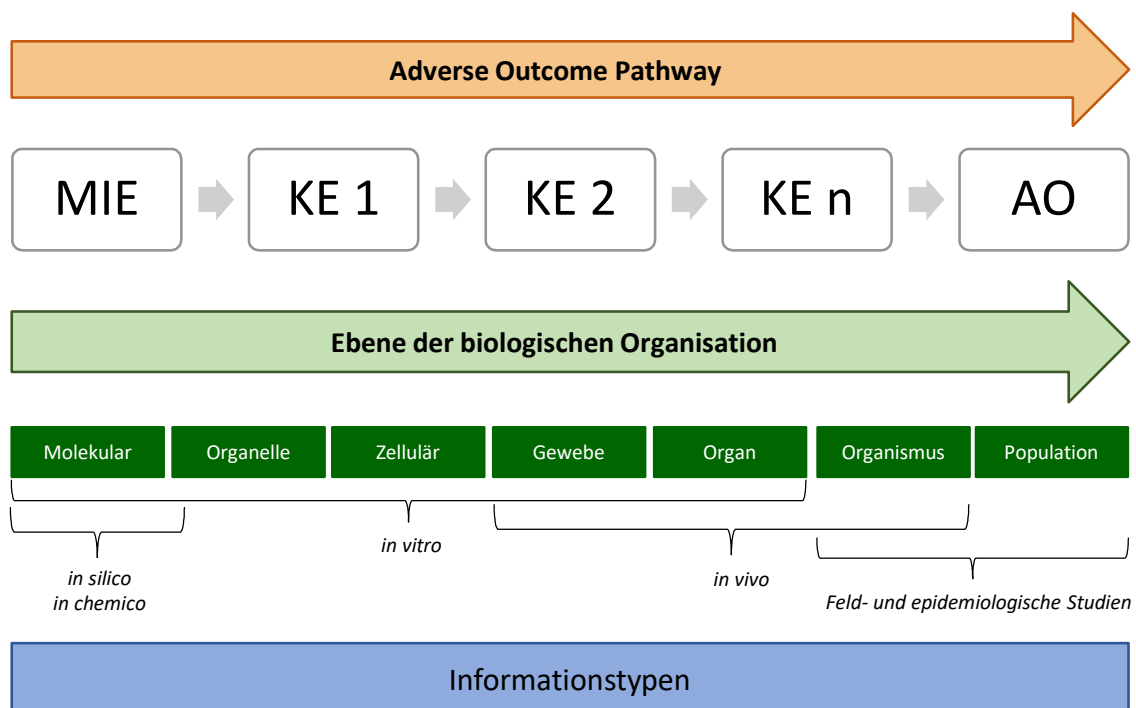 Adverse Outcome Pathway
MIE
KE 1
KE 2
KE n
AO
Ebene der biologischen Organisation
Molekular
Organelle
Zellulär
Gewebe
Organ
Organismus
Population
in silico
in chemico
in vitro
in vivo
Feld- und epidemiologische Studien
Informationstypen